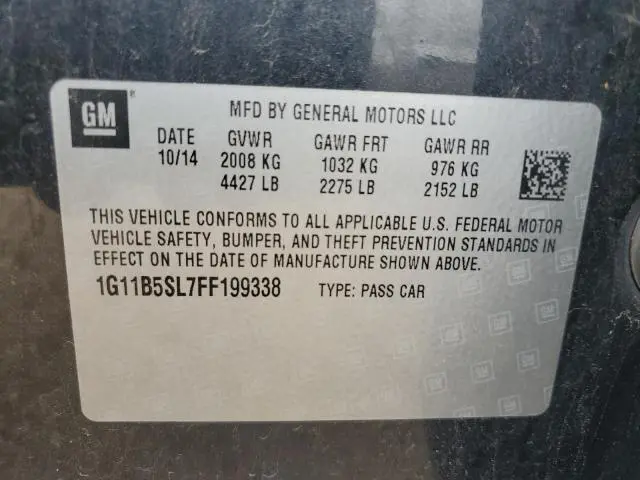 GM ®
MFD BY GENERAL MOTORS LLC
DATE GVWR GAWR FRT GAWR RR
10/14 2008 KG 1032 KG 976 KG
4427 LB 2275 LB 2152 LB
THIS VEHICLE CONFORMS TO ALL APPLICABLE U.S. FEDERAL MOTOR
VEHICLE SAFETY, BUMPER, AND THEFT PREVENTION STANDARDS IN
EFFECT ON THE DATE OF MANUFACTURE SHOWN ABOVE.
1G11B5SL7FF199338 TYPE: PASS CAR